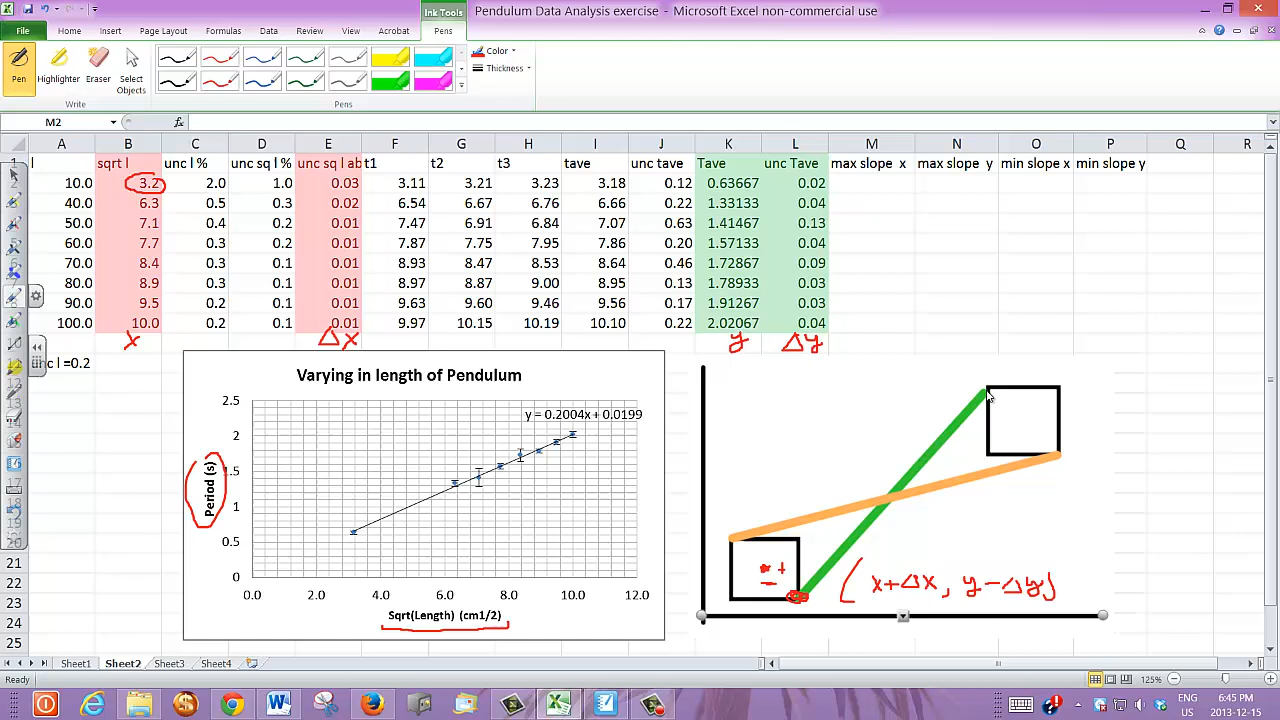 Ink Tools
Pendulum Data Analysis exercise - Microsoft Excel non-commercial use
File Home Insert Page Layout Formulas Data Review View Acrobat Pens
Pen Highlighter Eraser Select Objects
Color
Thickness
Write Pens
M2 fx
A B C D E F G H I J K L M N O P Q R
l sqrt l unc l % unc sq l % unc sq l ab t1 t2 t3 tave unc tave Tave unc Tave max slope x max slope y min slope x min slope y
10.0 3.2 2.0 1.0 0.03 3.11 3.21 3.23 3.18 0.12 0.63667 0.02
40.0 6.3 0.5 0.3 0.02 6.54 6.67 6.76 6.66 0.22 1.33133 0.04
50.0 7.1 0.4 0.3 0.01 7.47 6.91 6.84 7.07 0.63 1.41467 0.13
60.0 7.7 0.3 0.2 0.01 7.87 7.75 7.95 7.86 0.20 1.57133 0.04
70.0 8.4 0.3 0.1 0.01 8.93 8.47 8.53 8.64 0.46 1.72867 0.09
80.0 8.9 0.3 0.1 0.01 8.97 8.87 9.00 8.95 0.13 1.78933 0.03
90.0 9.5 0.2 0.1 0.01 9.63 9.60 9.46 9.56 0.17 1.91267 0.03
100.0 10.0 0.2 0.1 0.01 9.97 10.15 10.19 10.10 0.22 2.02067 0.04
x Δx y Δy
unc l =0.2
Varying in length of Pendulum
y = 0.2004x + 0.0199
2.5
2
1.5
1
0.5
0
Period (s)
0.0 2.0 4.0 6.0 8.0 10.0 12.0
Sqrt(Length) (cm1/2)
(x+Δx, y-Δy)
21
22
23
24
25
Sheet1 Sheet2 Sheet3 Sheet4
Ready
125%
ENG
US
6:45 PM
2013-12-15